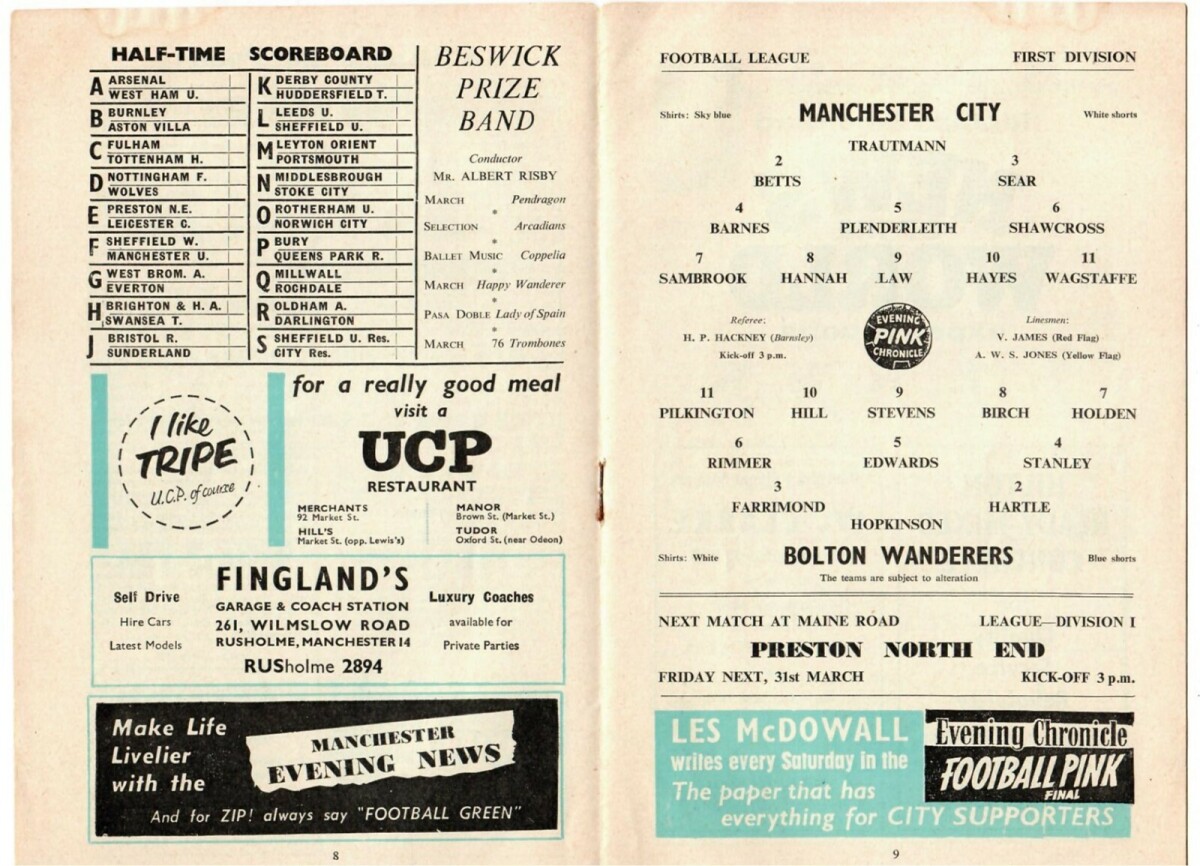 HALF-TIME SCOREBOARD
A ARSENAL
WEST HAM U.
B BURNLEY
ASTON VILLA
C FULHAM
TOTTENHAM H.
D NOTTINGHAM F.
WOLVES
E PRESTON N.E.
LEICESTER C.
F SHEFFIELD W.
MANCHESTER U.
G WEST BROM. A.
EVERTON
H BRIGHTON & H. A.
SWANSEA T.
J BRISTOL R.
SUNDERLAND
K DERBY COUNTY
HUDDERSFIELD T.
L LEEDS U.
SHEFFIELD U.
M LEYTON ORIENT
PORTSMOUTH
N MIDDLESBROUGH
STOKE CITY
O ROTHERHAM U.
NORWICH CITY
P BURY
QUEENS PARK R.
Q MILLWALL
ROCHDALE
R OLDHAM A.
DARLINGTON
S SHEFFIELD U. Res.
CITY Res.
BESWICK
PRIZE
BAND
Conductor
MR. ALBERT RISBY
MARCH Pendragon
*
SELECTION Arcadians
*
BALLET MUSIC Coppelia
*
MARCH Happy Wanderer
*
PASA DOBLE Lady of Spain
*
MARCH 76 Trombones
I like
TRIPE
U.C.P. of course
for a really good meal
visit a
UCP
RESTAURANT
MERCHANTS
92 Market St.
HILL'S
Market St. (opp. Lewis's)
MANOR
Brown St. (Market St.)
TUDOR
Oxford St. (near Odeon)
Self Drive
Hire Cars
Latest Models
FINGLAND'S
GARAGE & COACH STATION
261, WILMSLOW ROAD
RUSHOLME, MANCHESTER 14
RUSholme 2894
Luxury Coaches
available for
Private Parties
Make Life
Livelier
with the
MANCHESTER
EVENING NEWS
And for ZIP! always say "FOOTBALL GREEN"
8
FOOTBALL LEAGUE FIRST DIVISION
Shirts: Sky blue MANCHESTER CITY White shorts
TRAUTMANN
2 3
BETTS SEAR
4 5 6
BARNES PLENDERLEITH SHAWCROSS
7 8 9 10 11
SAMBROOK HANNAH LAW HAYES WAGSTAFFE
Referee:
H. P. HACKNEY (Barnsley)
Kick-off 3 p.m.
EVENING
PINK
CHRONICLE
Linesmen:
V. JAMES (Red Flag)
A. W. S. JONES (Yellow Flag)
11 10 9 8 7
PILKINGTON HILL STEVENS BIRCH HOLDEN
6 5 4
RIMMER EDWARDS STANLEY
3 2
FARRIMOND HARTLE
HOPKINSON
Shirts: White BOLTON WANDERERS Blue shorts
The teams are subject to alteration
NEXT MATCH AT MAINE ROAD LEAGUE—DIVISION I
PRESTON NORTH END
FRIDAY NEXT, 31st MARCH KICK-OFF 3 p.m.
LES McDOWALL
writes every Saturday in the
The paper that has
everything for CITY SUPPORTERS
Evening Chronicle
FOOTBALL PINK
FINAL
9